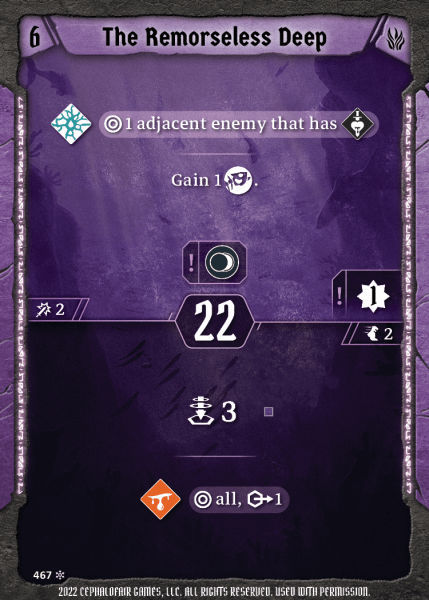 6
The Remorseless Deep
1 adjacent enemy that has
Gain 1 .
!
2
22
! 1
2
3
all, 1
467
2022 CEPHALOFAIR GAMES, LLC. ALL RIGHTS RESERVED. USED WITH PERMISSION.